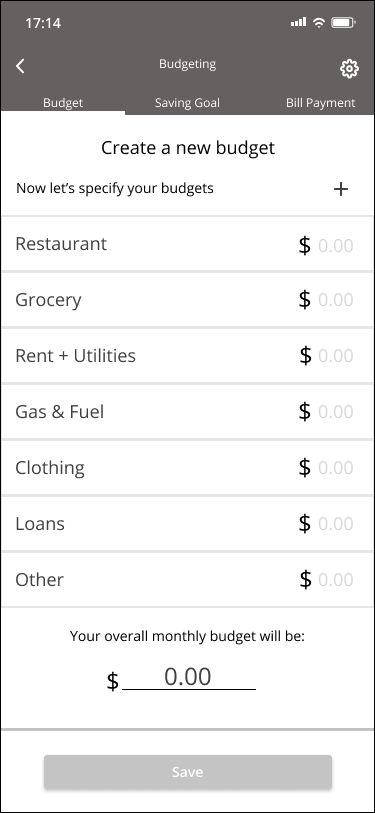 17:14
Budgeting
Budget Saving Goal Bill Payment
Create a new budget
Now let's specify your budgets +
Restaurant $ 0.00
Grocery $ 0.00
Rent + Utilities $ 0.00
Gas & Fuel $ 0.00
Clothing $ 0.00
Loans $ 0.00
Other $ 0.00
Your overall monthly budget will be:
$ 0.00
Save